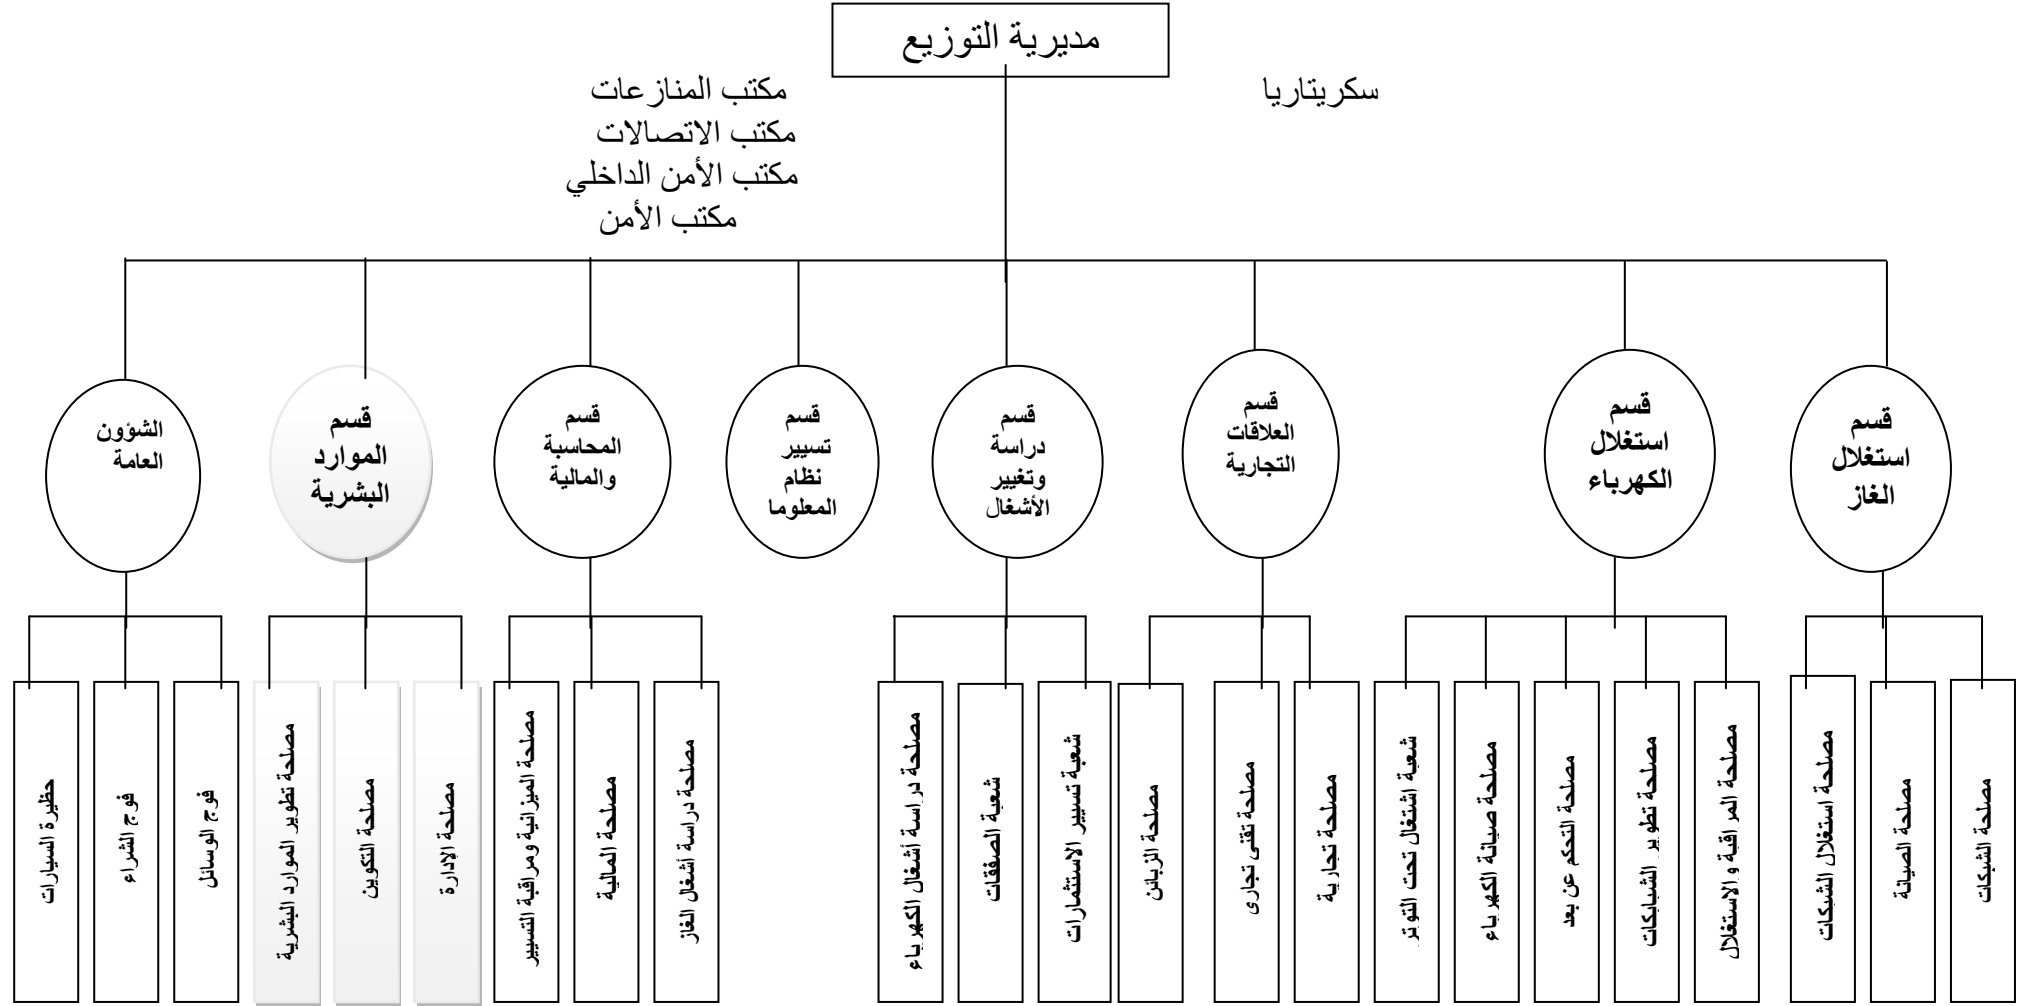 مديرية التوزيع
سكريتاريا
مكتب المنازعات
مكتب الاتصالات
مكتب الأمن الداخلي
مكتب الأمن
قسم
استغلال
الغاز
قسم
استغلال
الكهرباء
قسم
العلاقات
التجارية
قسم
دراسة
وتغيير
الأشغال
قسم
تسيير
نظام
المعلوما
قسم
المحاسبة
والمالية
قسم
الموارد
البشرية
الشؤون
العامة
مصلحة الشبكات
مصلحة الصيانة
مصلحة استغلال الشبكات
مصلحة المراقبة والاستغلال
مصلحة تطوير الشبابكات
مصلحة التحكم عن بعد
مصلحة صيانة الكهرباء
شعبة اشتغال تحت التوتر
مصلحة تجارية
مصلحة تقني تجاري
مصلحة الزبائن
شعبة تسيير الاستثمارات
شعبة الصفقات
مصلحة دراسة أشغال الكهرباء
مصلحة دراسة أشغال الغاز
مصلحة المالية
مصلحة الميزانية ومراقبة التسيير
مصلحة الإدارة
مصلحة التكوين
مصلحة تطوير الموارد البشرية
فوج الوسائل
فوج الشراء
حظيرة السيارات